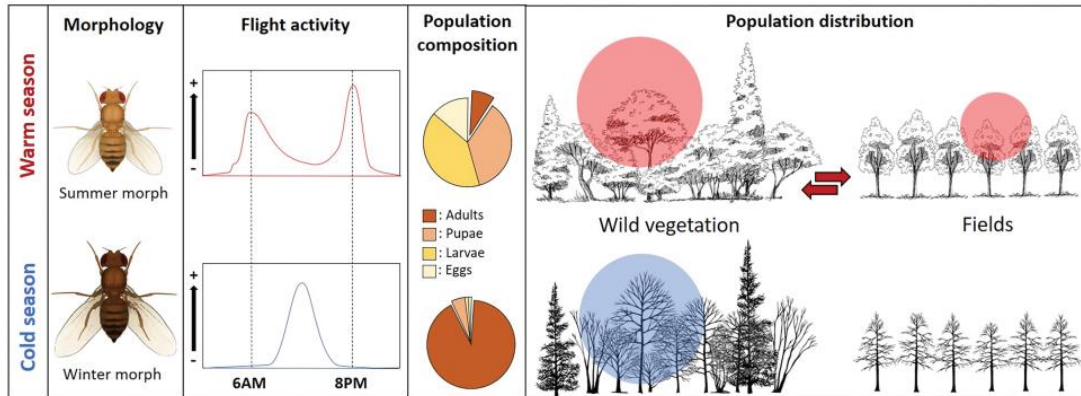 Morphology
Flight activity
Population
composition
Population distribution
Warm season
+
-
Summer morph
: Adults
: Pupae
: Larvae
: Eggs
Wild vegetation
Fields
Cold season
+
-
Winter morph
6AM
8PM